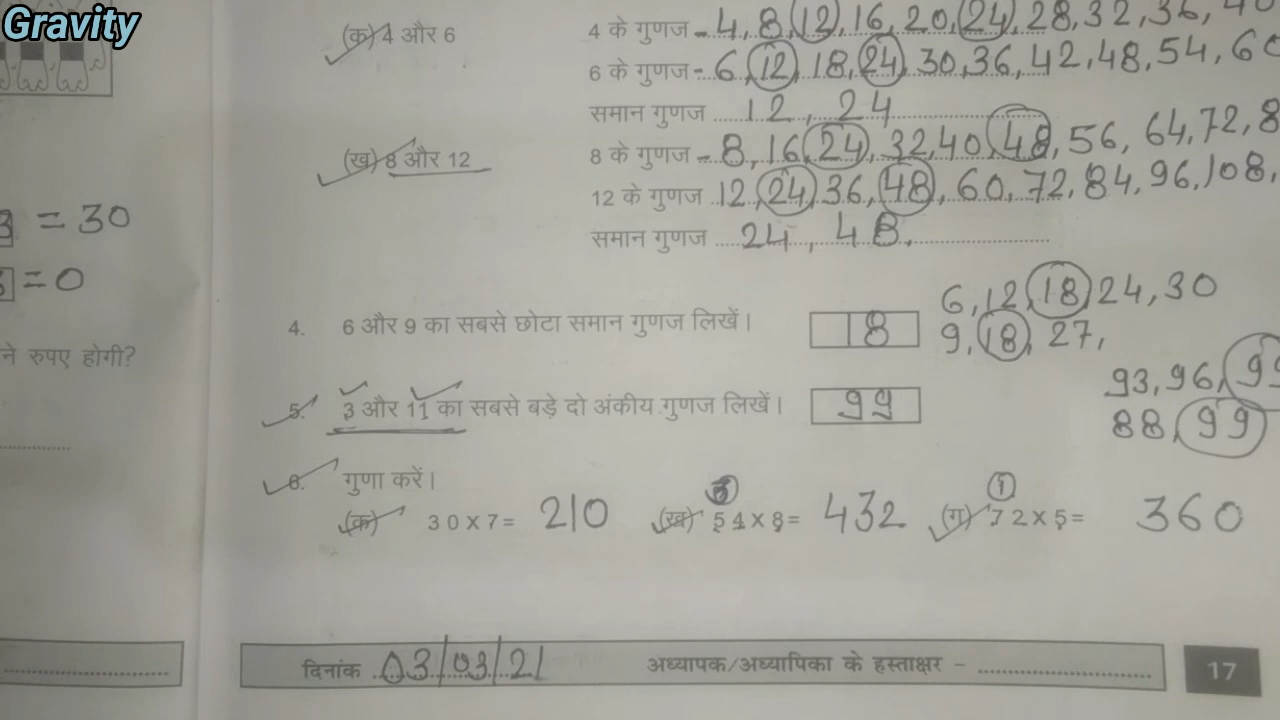 Gravity
(क) 4 और 6
4 के गुणज - 4, 8, 12, 16, 20, 24, 28, 32, 36, 40
6 के गुणज - 6, 12, 18, 24, 30, 36, 42, 48, 54, 60
समान गुणज ..... 12, 24
(ख) 8 और 12
8 के गुणज - 8, 16, 24, 32, 40, 48, 56, 64, 72, 8
12 के गुणज .. 12, 24, 36, 48, 60, 72, 84, 96, 108,
समान गुणज ..... 24, 48.
= 30
= 0
ने रुपए होगी?
4. 6 और 9 का सबसे छोटा समान गुणज लिखें। 18
6, 12, 18, 24, 30
9, 18, 27,
5. 3 और 11 का सबसे बड़े दो अंकीय गुणज लिखें। 99
93, 96, 99
88, 99
6. गुणा करें।
(क) 30 X 7 = 210 (ख) 54 X 8 = 432 (ग) 72 X 5 = 360
दिनांक 03/03/21 अध्यापक/अध्यापिका के हस्ताक्षर - ..........
17